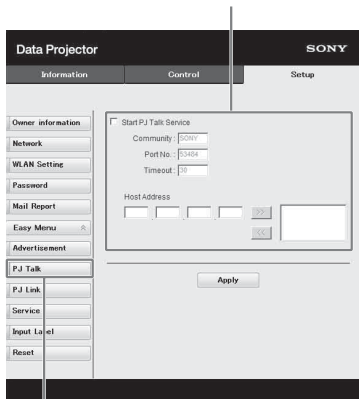 Data Projector
SONY
Information
Control
Setup
Owner information
Network
WLAN Setting
Password
Mail Report
Easy Menu
Advertisement
PJ Talk
PJ Link
Service
Input Label
Reset
Start PJ Talk Service
Community : SONY
Port No. : 53484
Timeout : 30
Host Address
>>
<<
Apply